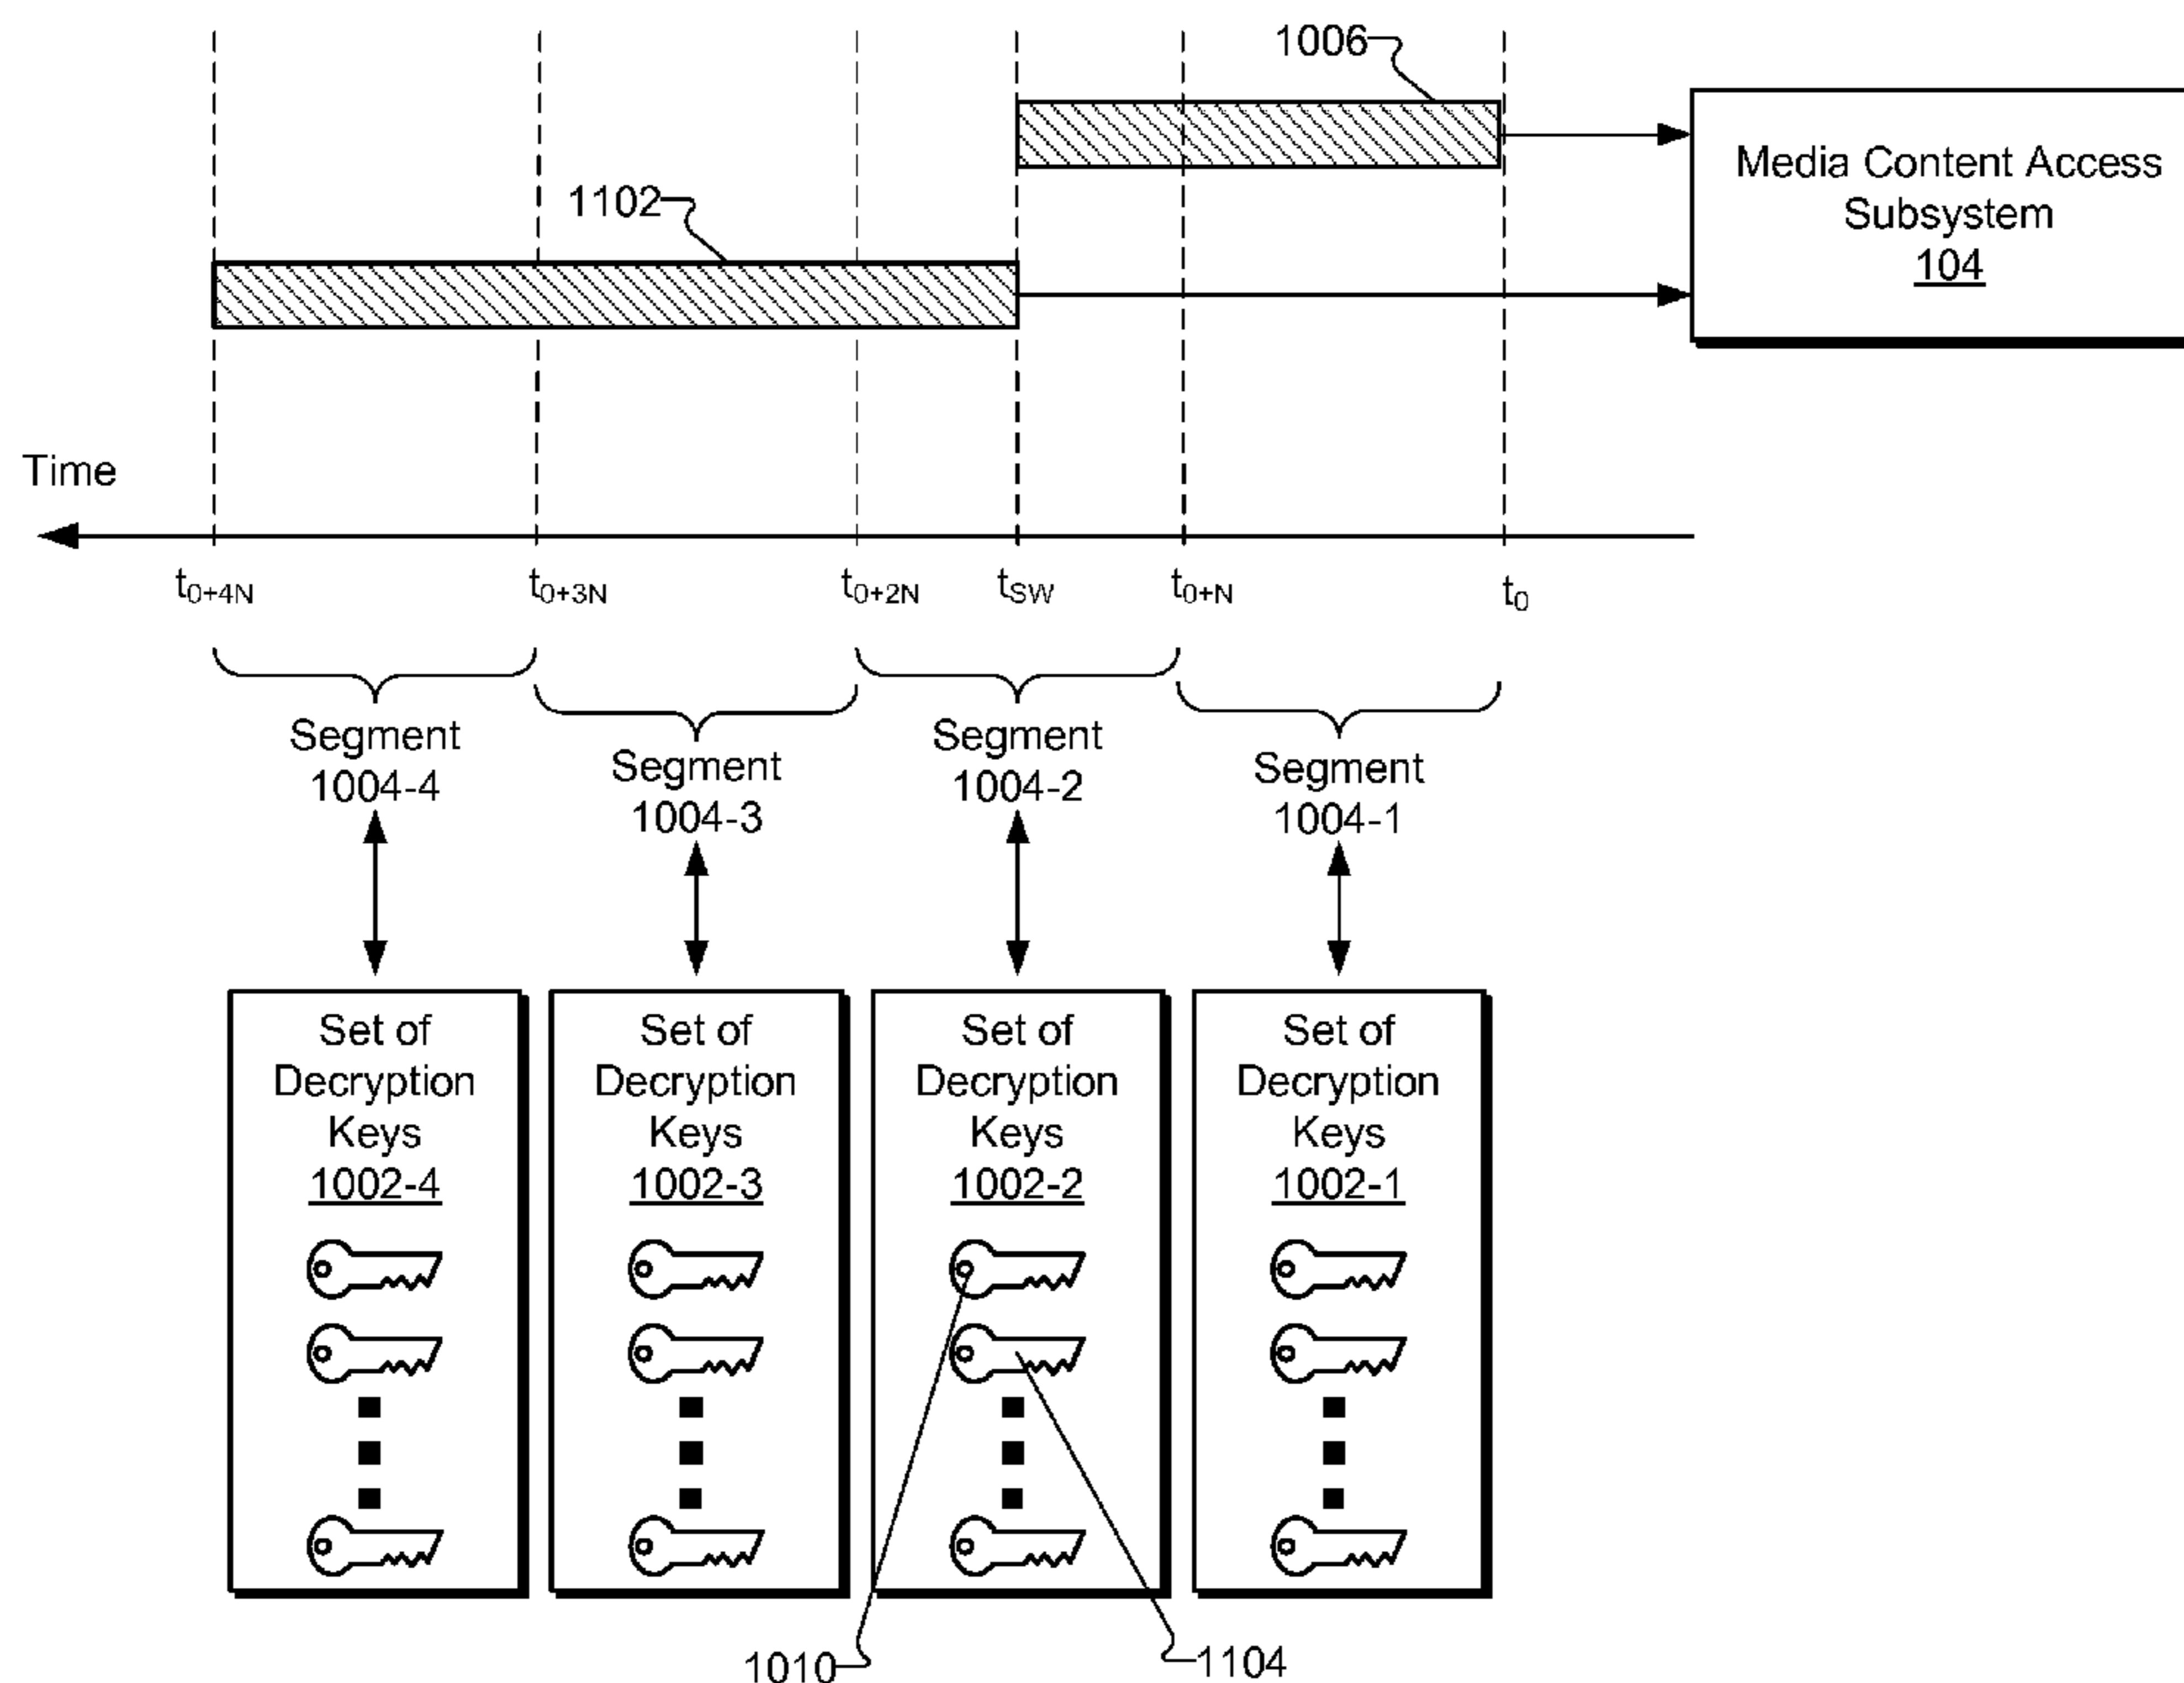 1006
Media Content Access
Subsystem
104
1102
Time
t0+4N
t0+3N
t0+2N
tSW
t0+N
t0
Segment
1004-4
Segment
1004-3
Segment
1004-2
Segment
1004-1
Set of
Decryption
Keys
1002-4
Set of
Decryption
Keys
1002-3
Set of
Decryption
Keys
1002-2
Set of
Decryption
Keys
1002-1
1010
1104